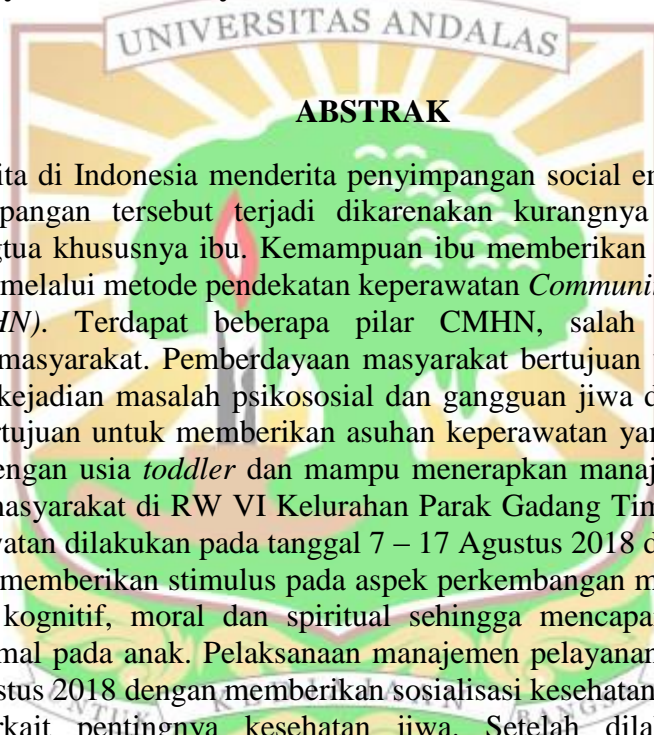 UNIVERSITAS ANDALAS
ABSTRAK
ita di Indonesia menderita penyimpangan social en
pangan tersebut terjadi dikarenakan kurangnya
gtua khususnya ibu. Kemampuan ibu memberikan
melalui metode pendekatan keperawatan Communi
HN). Terdapat beberapa pilar CMHN, salah
masyarakat. Pemberdayaan masyarakat bertujuan
kejadian masalah psikososial dan gangguan jiwa d
rtujuan untuk memberikan asuhan keperawatan yan
engan usia toddler dan mampu menerapkan manaj
masyarakat di RW VI Kelurahan Parak Gadang Tim
watan dilakukan pada tanggal 7 – 17 Agustus 2018 d
memberikan stimulus pada aspek perkembangan m
kognitif, moral dan spiritual sehingga mencapa
mal pada anak. Pelaksanaan manajemen pelayanan
stus 2018 dengan memberikan sosialisasi kesehatan
UNTUK KEDJAJAAN BANGSA
erkait pentingnya kesehatan jiwa. Setelah dila